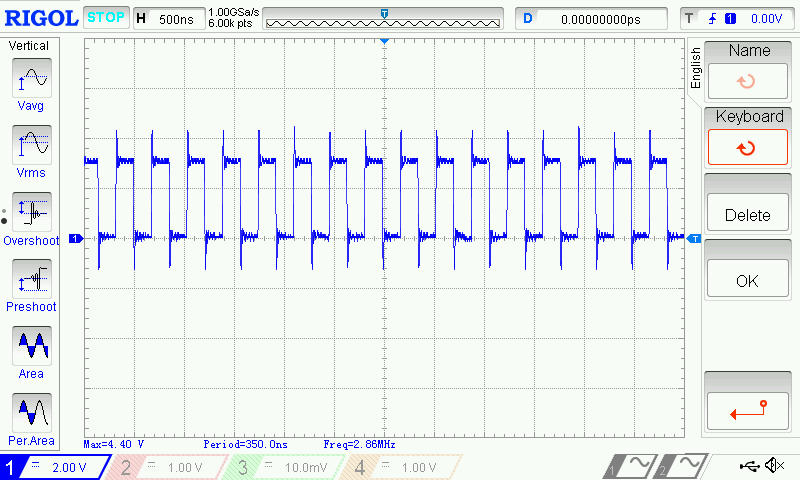 RIGOL STOP H 500ns 1.00GSa/s 6.00k pts T D 0.00000000ps T 1 0.00V
Vertical
Vavg
Vrms
Overshoot
Preshoot
Area
Per.Area
1
T
Max=4.40 V Period=350.0ns Freq=2.86MHz
English
Name
Keyboard
Delete
OK
1 2.00 V 2 1.00 V 3 10.0mV 4 1.00 V 1 2